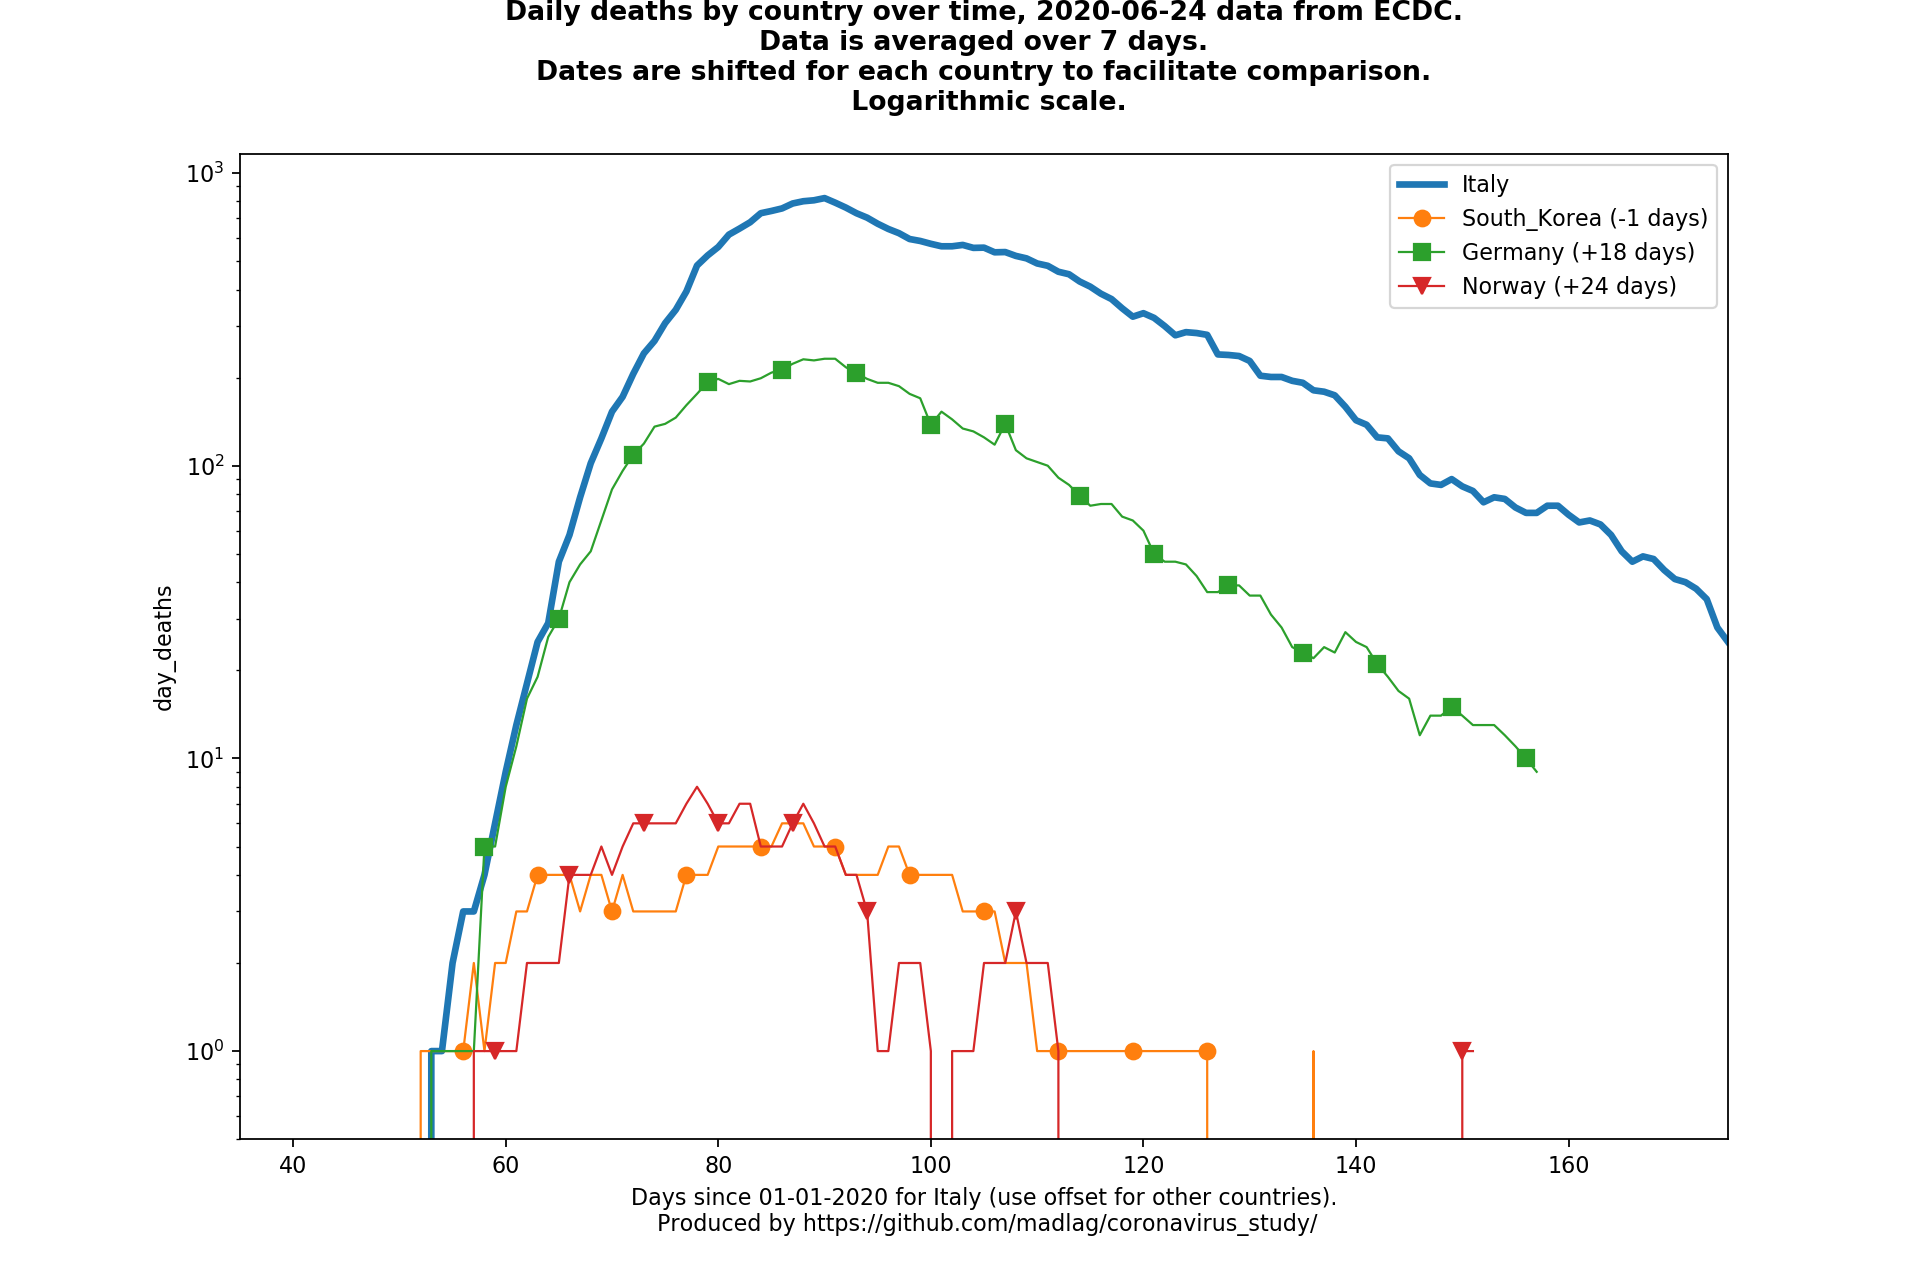 Daily deaths by country over time, 2020-06-24 data from ECDC.
Data is averaged over 7 days.
Dates are shifted for each country to facilitate comparison.
Logarithmic scale.
10³
10²
10¹
10⁰
day_deaths
Italy
South_Korea (-1 days)
Germany (+18 days)
Norway (+24 days)
40 60 80 100 120 140 160
Days since 01-01-2020 for Italy (use offset for other countries).
Produced by https://github.com/madlag/coronavirus_study/